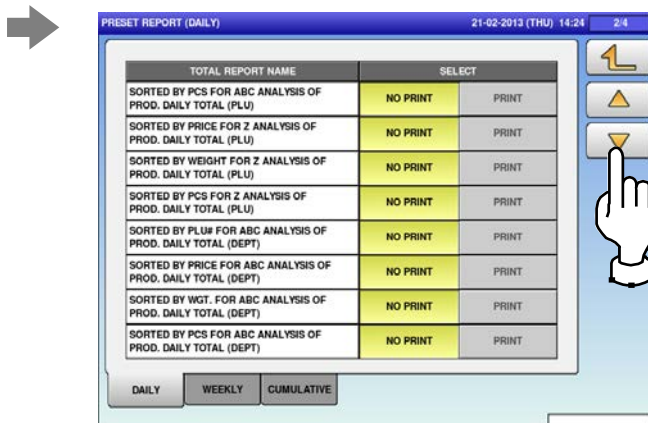 PRESET REPORT (DAILY) 21-02-2013 (THU) 14:24 2/4
TOTAL REPORT NAME SELECT
SORTED BY PCS FOR ABC ANALYSIS OF
PROD. DAILY TOTAL (PLU) NO PRINT PRINT
SORTED BY PRICE FOR Z ANALYSIS OF
PROD. DAILY TOTAL (PLU) NO PRINT PRINT
SORTED BY WEIGHT FOR Z ANALYSIS OF
PROD. DAILY TOTAL (PLU) NO PRINT PRINT
SORTED BY PCS FOR Z ANALYSIS OF
PROD. DAILY TOTAL (PLU) NO PRINT PRINT
SORTED BY PLU# FOR ABC ANALYSIS OF
PROD. DAILY TOTAL (DEPT) NO PRINT PRINT
SORTED BY PRICE FOR ABC ANALYSIS OF
PROD. DAILY TOTAL (DEPT) NO PRINT PRINT
SORTED BY WGT. FOR ABC ANALYSIS OF
PROD. DAILY TOTAL (DEPT) NO PRINT PRINT
SORTED BY PCS FOR ABC ANALYSIS OF
PROD. DAILY TOTAL (DEPT) NO PRINT PRINT
DAILY WEEKLY CUMULATIVE